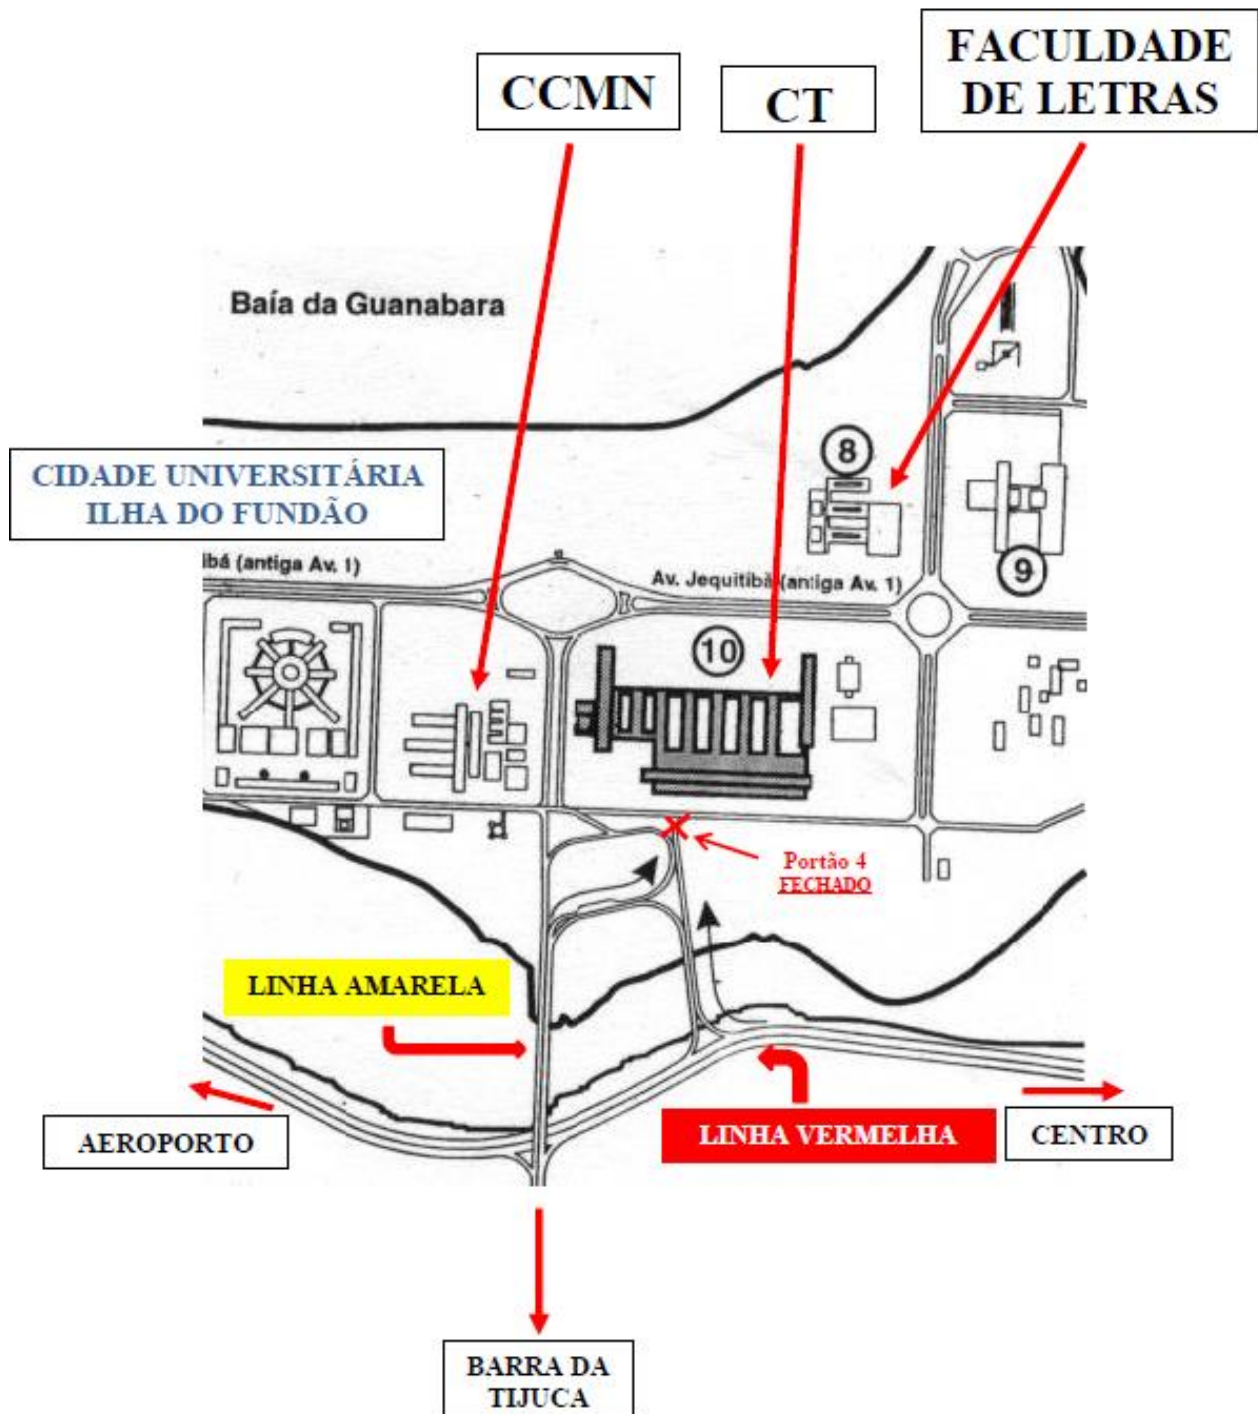 FACULDADE
DE LETRAS
CCMN
CT
Baía da Guanabara
8
CIDADE UNIVERSITÁRIA
ILHA DO FUNDÃO
ibá (antiga Av. 1)
Av. Jequitibá (antiga Av. 1)
9
10
Portão 4
FECHADO
LINHA AMARELA
LINHA VERMELHA
CENTRO
AEROPORTO
BARRA DA
TIJUCA